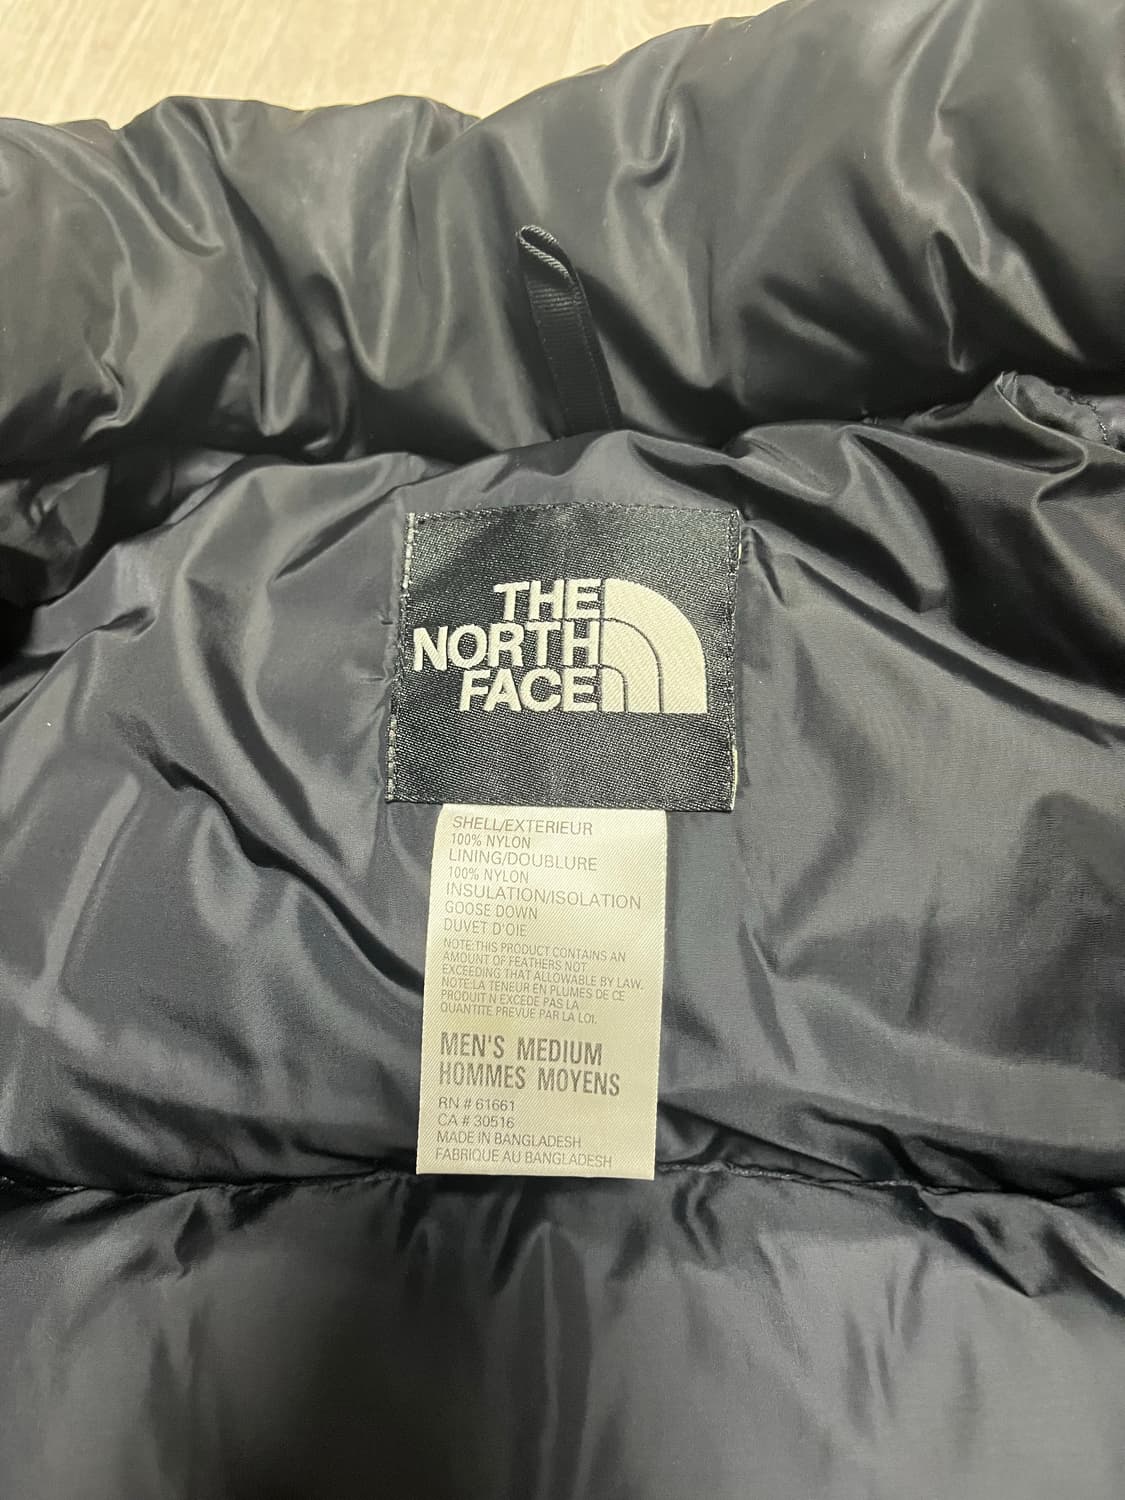 THE
NORTH
FACE
SHELL/EXTERIEUR
100% NYLON
LINING/DOUBLURE
100% NYLON
INSULATION/ISOLATION
GOOSE DOWN
DUVET D'OIE
NOTE:THIS PRODUCT CONTAINS AN
AMOUNT OF FEATHERS NOT
EXCEEDING THAT ALLOWABLE BY LAW.
NOTE:LA TENEUR EN PLUMES DE CE
PRODUIT N EXCEDE PAS LA
QUANTITE PREVUE PAR LA LOI.
MEN'S MEDIUM
HOMMES MOYENS
RN # 61661
CA # 30516
MADE IN BANGLADESH
FABRIQUE AU BANGLADESH